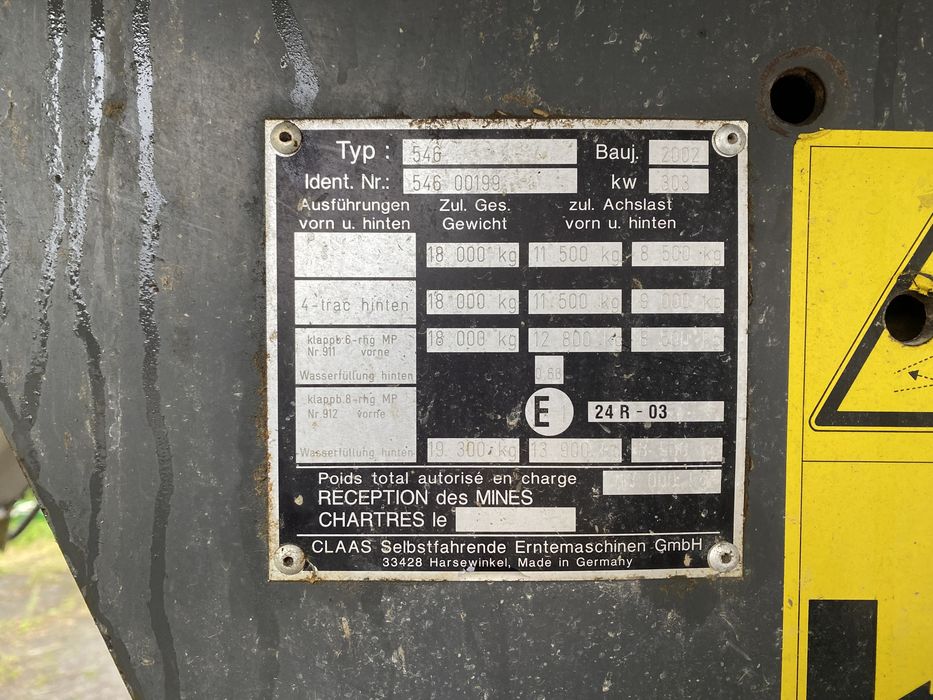 Typ : 546 Bauj. 2002
Ident. Nr.: 546 00199 kw 303
Ausführungen Zul. Ges. zul. Achslast
vorn u. hinten Gewicht vorn u. hinten
18 000 kg 11 500 kg 8 500 kg
4-trac hinten 18 000 kg 11 500 kg 9 000 kg
klappb.6-rhg MP 18 000 kg 12 800 kg
Nr.911 vorne
Wasserfüllung hinten 0.68
klappb.8-rhg MP E 24 R - 03
Nr.912 vorne
Wasserfüllung hinten 19 300 kg 13 900 kg
Poids total autorisé en charge
RECEPTION des MINES
CHARTRES le
CLAAS Selbstfahrende Erntemaschinen GmbH
33428 Harsewinkel, Made in Germany